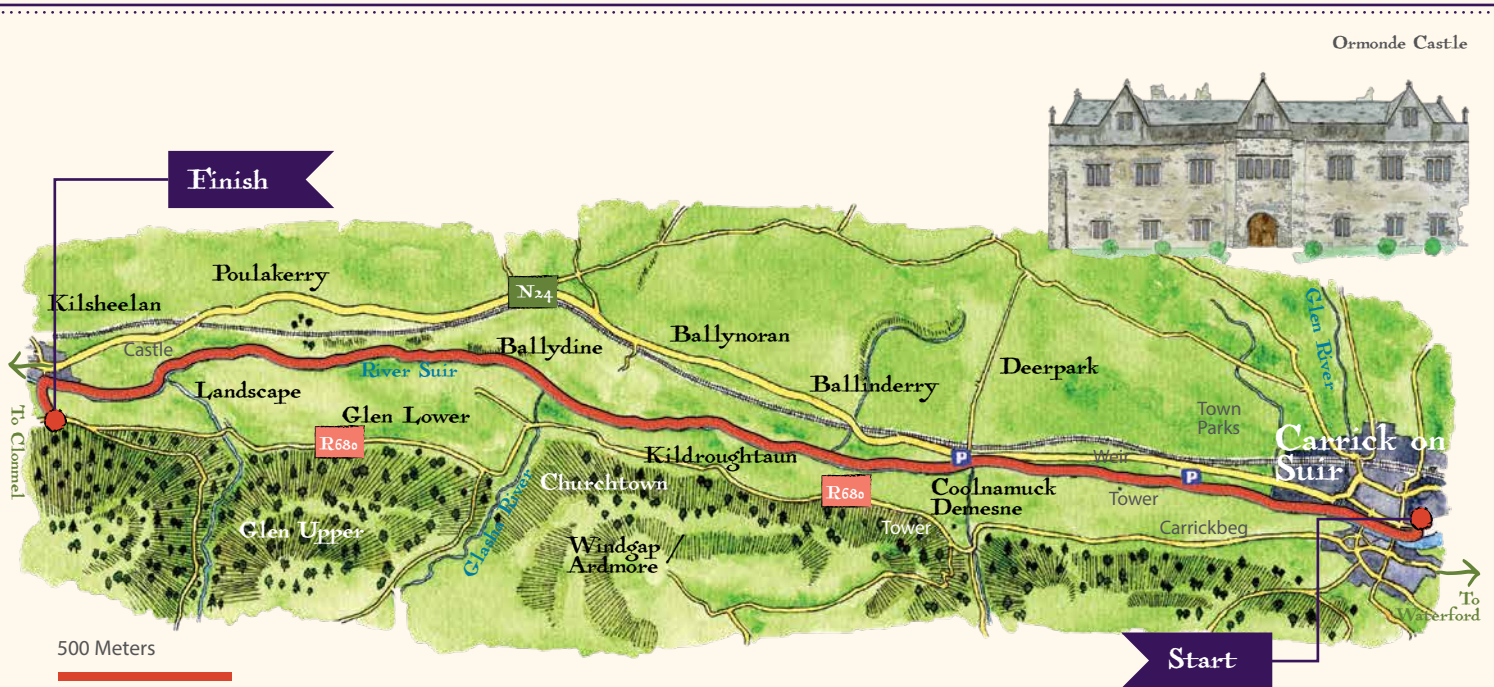 Ormonde Castle
Finish
Poulakerry
Kilsheelan
N24
Glen River
Castle
Ballydine
Ballynoran
Deerpark
River Suir
Landscape
Ballinderry
To Clonmel
Glen Lower
Town
Parks
R680
Carrick on
Suir
Kildroughtaun
Weir
P
P
Churchtown
R680
Coolnamuck
Demesne
Tower
Glen Upper
Glasha River
Tower
Carrickbeg
Windgap
Ardmore
To
Waterford
500 Meters
Start